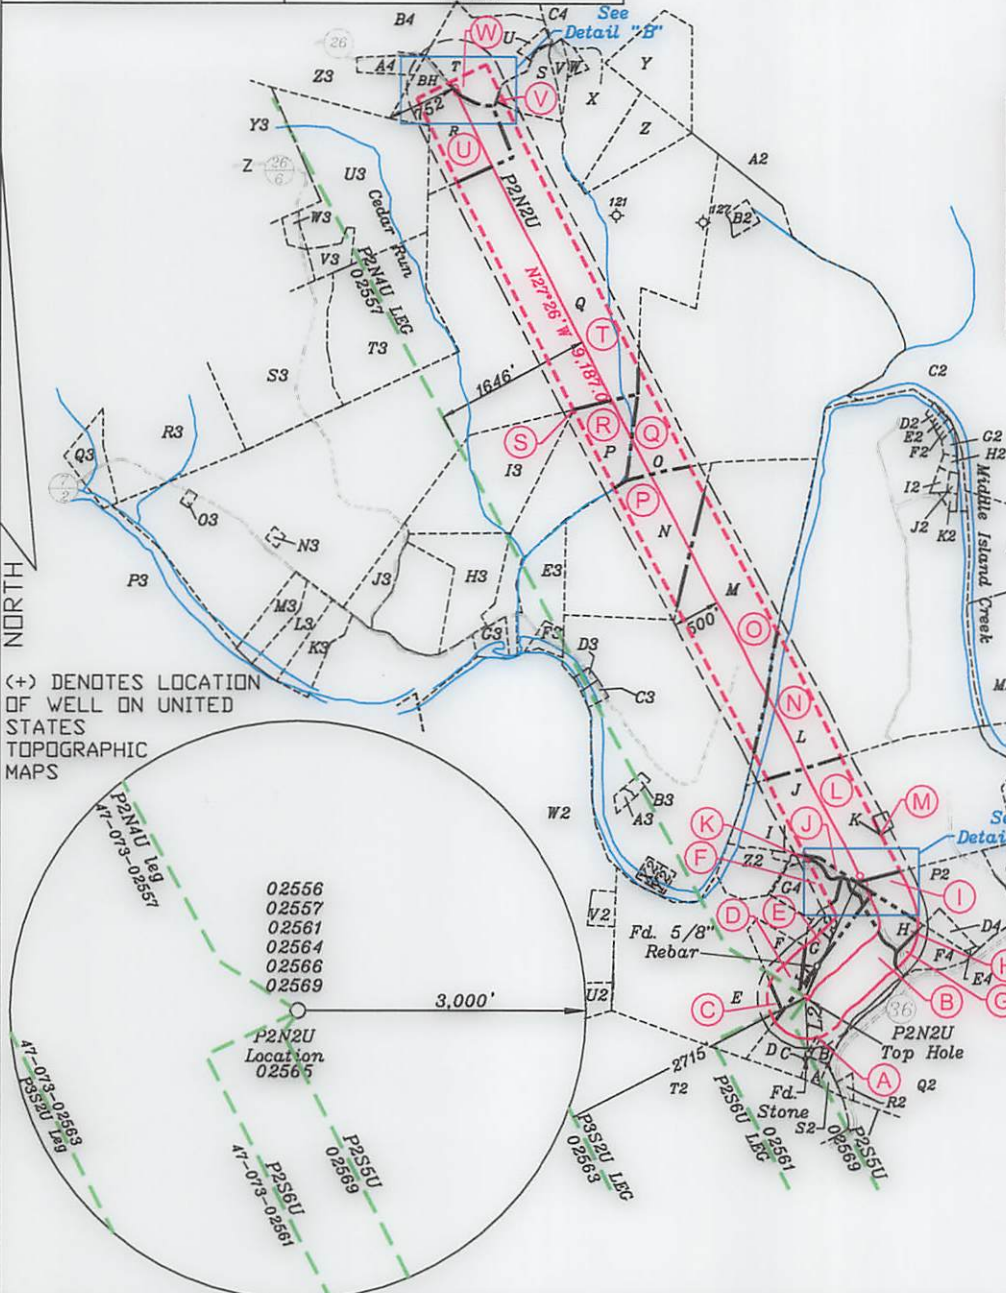 B4
C4
See
Detail "B"
W
U
26
A4
T
S
V
W
Y
Z3
BH
X
752
V
Y3
R
Z
A2
U
Z
26
6
U3
Cedar Run
P2N2U
121
127
B2
W3
V3
P2N4U LEG
02557
N27°26'W
9,187.0
Q
T
T3
S3
1646'
C2
R3
D2
E2
F2
G2
H2
Q3
S
R
Q
P
O
I3
7
2
P
I2
J2
K2
Middle Island Creek
O3
N
N3
NORTH
P3
J3
H3
E3
M
M3
L3
K3
600'
O
G3
F3
D3
C3
(+) DENOTES LOCATION
OF WELL ON UNITED
STATES
TOPOGRAPHIC
MAPS
N
L
J
L
M
B3
A3
W2
K
J
K
I
F
Z2
P2
G4
I
P2N4U leg
47-073-02557
02556
02557
02561
02564
02566
02569
V2
D
E
Fd. 5/8"
Rebar
F
G
H
D4
F4
E4
H
G
3,000'
U2
C
E
B
36
P2N2U
Location
02565
L2
P2N2U
Top Hole
2715
D
C
B
A
A
Q2
T2
Fd.
Stone
R2
S2
47-073-02563
P3S2U Leg
P2S6U
47-073-02561
P2S5U
02569
P3S2U LEG
02563
P2S6U LEG
02561
P2S5U
02569